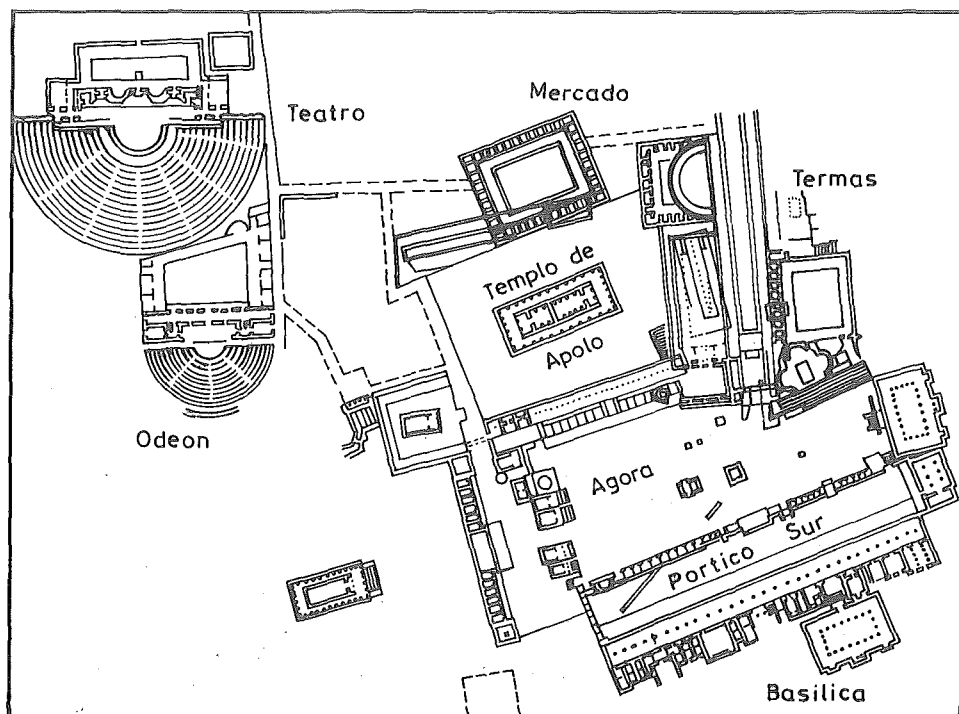 Teatro
Mercado
Termas
Templo de
Apolo
Odeon
Agora
Portico Sur
Basilica